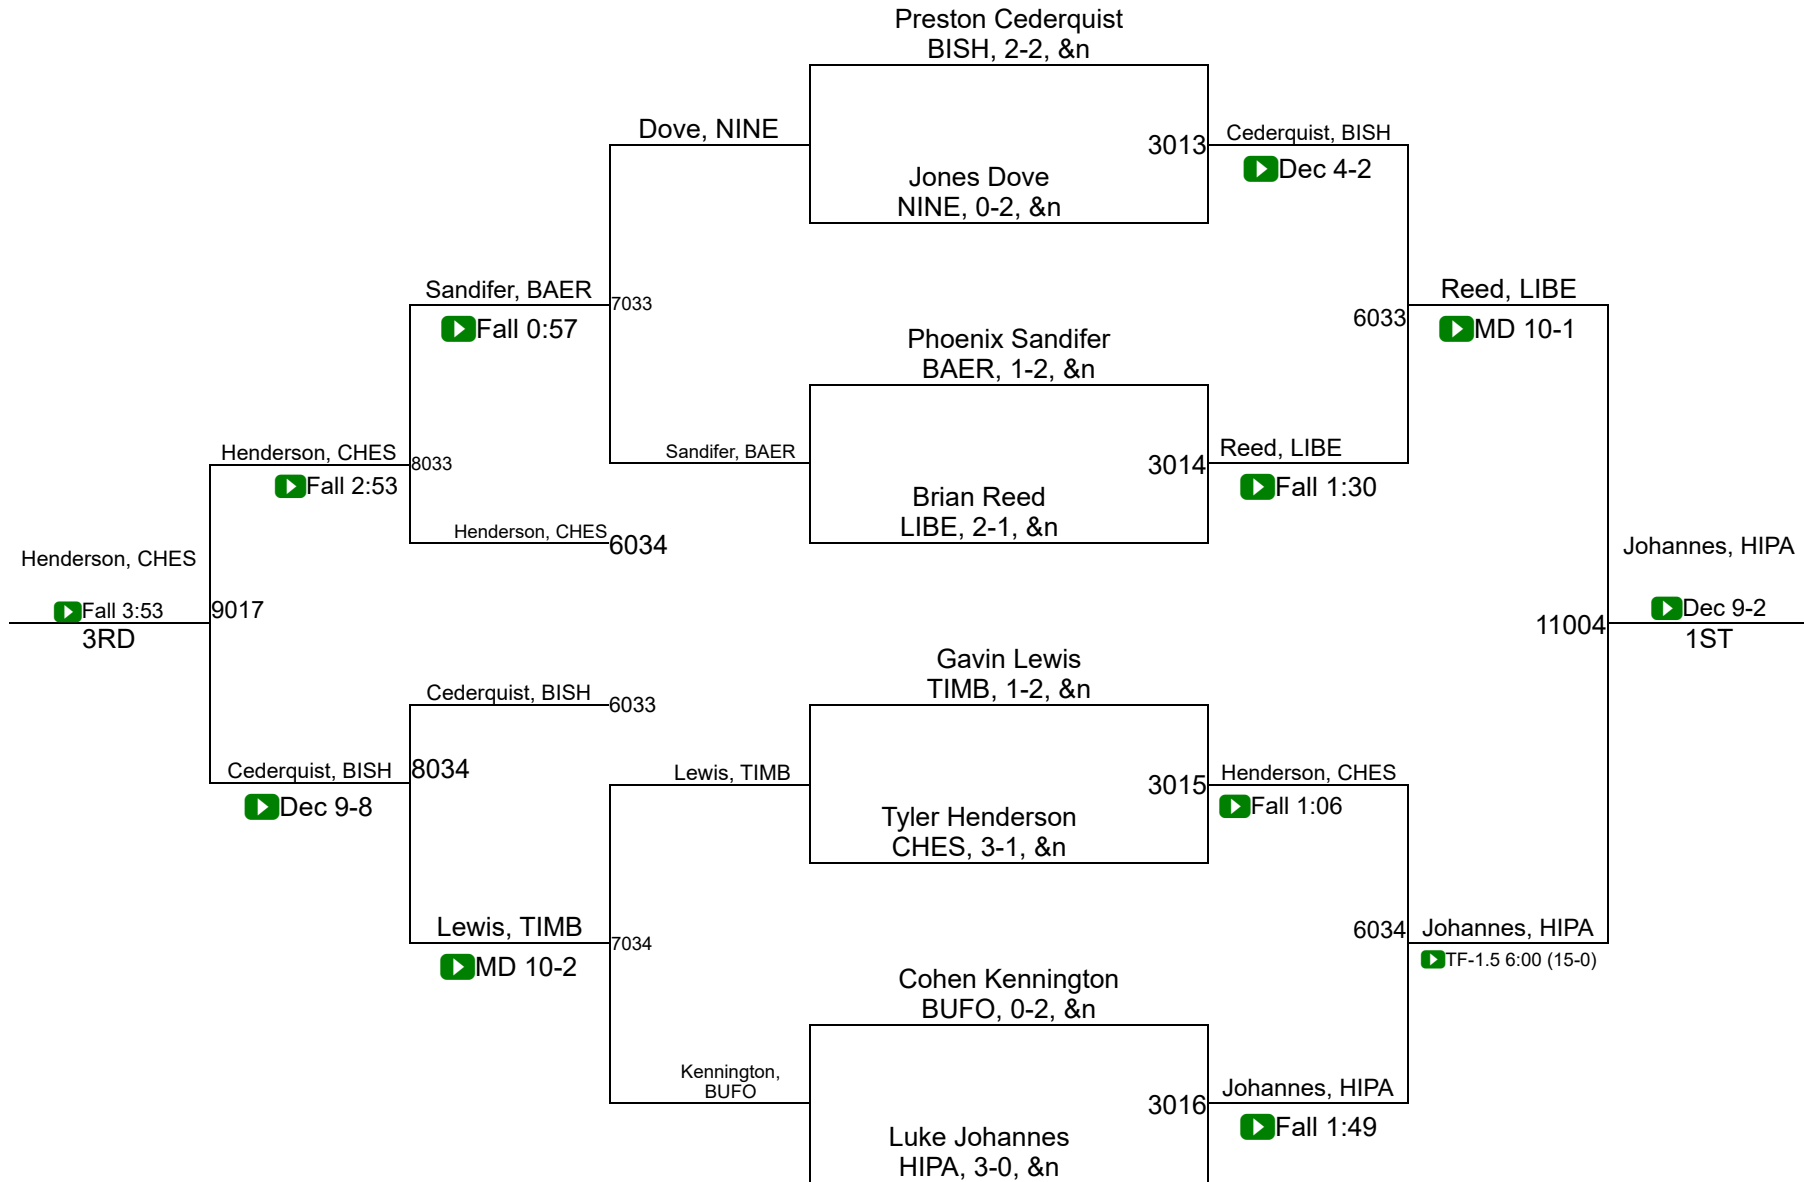 Preston Cederquist
BISH, 2-2, &n
Dove, NINE
3013
Cederquist, BISH
Dec 4-2
Jones Dove
NINE, 0-2, &n
Sandifer, BAER
7033
Fall 0:57
Reed, LIBE
6033
MD 10-1
Phoenix Sandifer
BAER, 1-2, &n
Henderson, CHES
8033
Fall 2:53
Sandifer, BAER
3014
Reed, LIBE
Fall 1:30
Brian Reed
LIBE, 2-1, &n
Henderson, CHES
6034
Henderson, CHES
Fall 3:53
9017
3RD
Johannes, HIPA
11004
Dec 9-2
1ST
Gavin Lewis
TIMB, 1-2, &n
Cederquist, BISH
6033
Cederquist, BISH
8034
Dec 9-8
Lewis, TIMB
3015
Henderson, CHES
Fall 1:06
Tyler Henderson
CHES, 3-1, &n
Lewis, TIMB
7034
MD 10-2
6034
Johannes, HIPA
TF-1.5 6:00 (15-0)
Cohen Kennington
BUFO, 0-2, &n
Kennington,
BUFO
3016
Johannes, HIPA
Fall 1:49
Luke Johannes
HIPA, 3-0, &n